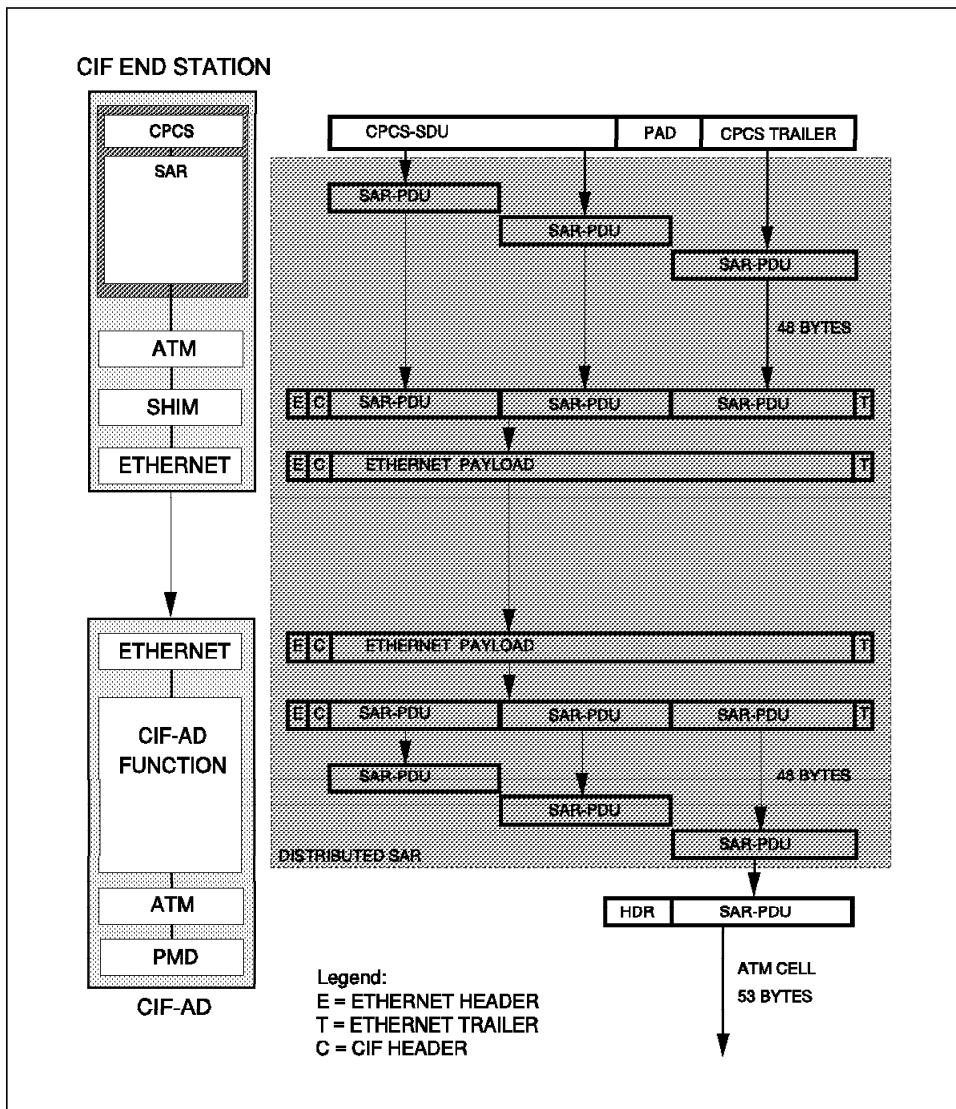 CIF END STATION
CPCS
SAR
ATM
SHIM
ETHERNET
ETHERNET
CIF-AD
FUNCTION
ATM
PMD
CIF-AD
CPCS-SDU PAD CPCS TRAILER
SAR-PDU
SAR-PDU
SAR-PDU
48 BYTES
E C SAR-PDU SAR-PDU SAR-PDU T
E C ETHERNET PAYLOAD T
E C ETHERNET PAYLOAD T
E C SAR-PDU SAR-PDU SAR-PDU T
SAR-PDU
48 BYTES
SAR-PDU
SAR-PDU
DISTRIBUTED SAR
HDR SAR-PDU
ATM CELL
53 BYTES
Legend:
E = ETHERNET HEADER
T = ETHERNET TRAILER
C = CIF HEADER